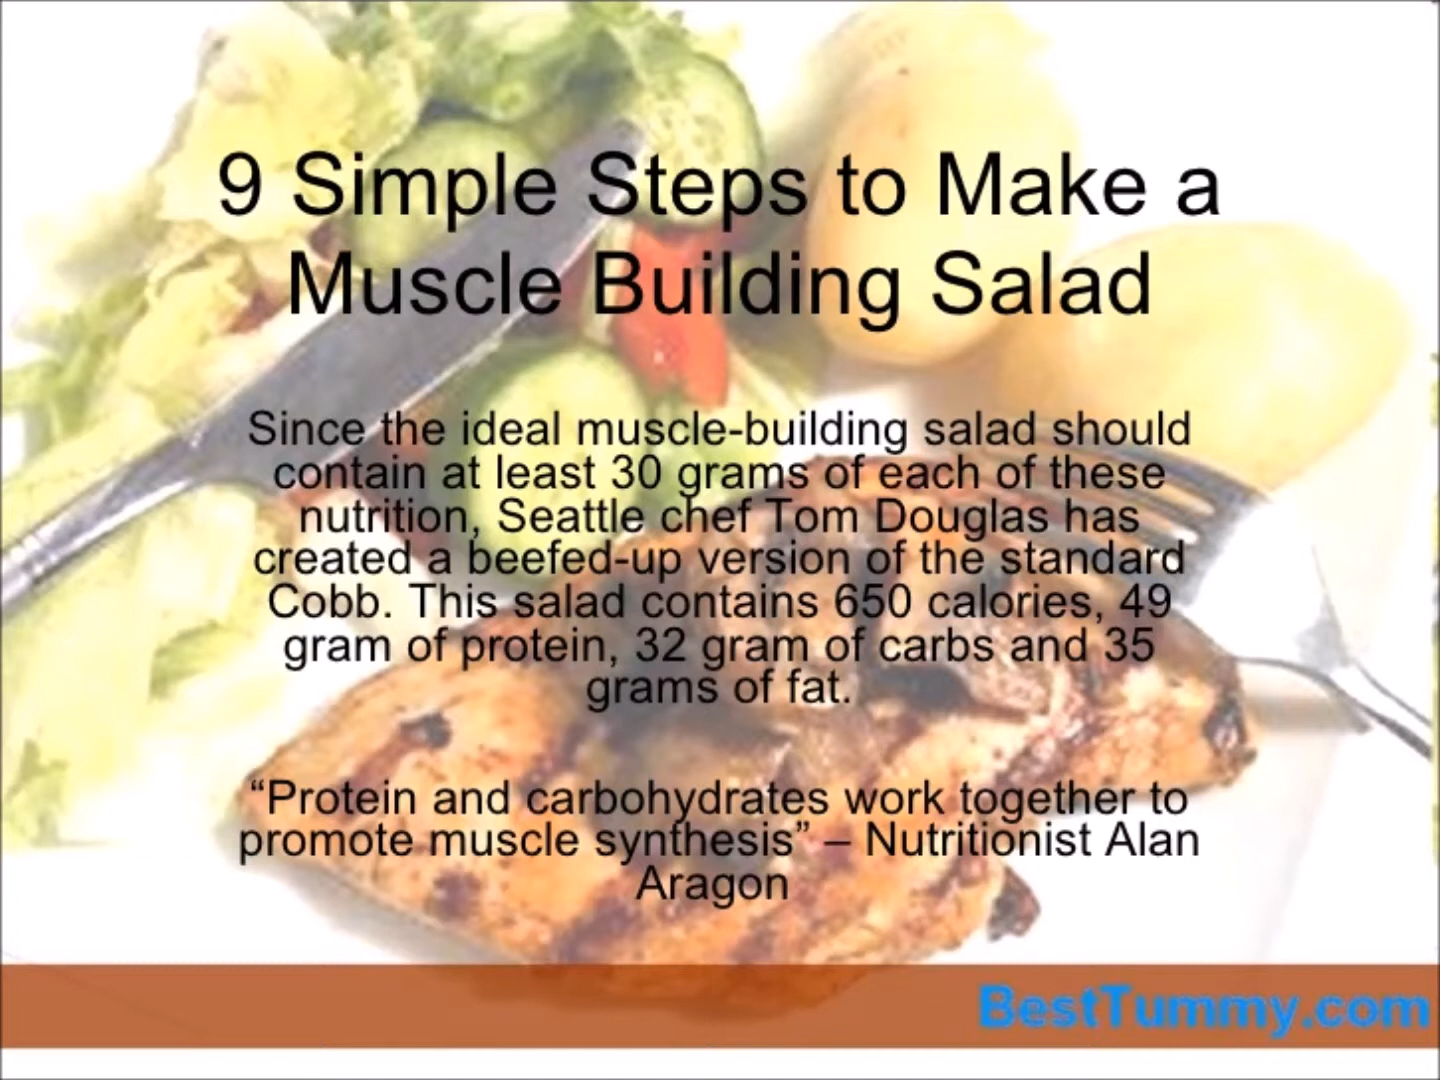 9 Simple Steps to Make a
Muscle Building Salad
Since the ideal muscle-building salad should
contain at least 30 grams of each of these
nutrition, Seattle chef Tom Douglas has
created a beefed-up version of the standard
Cobb. This salad contains 650 calories, 49
gram of protein, 32 gram of carbs and 35
grams of fat.
“Protein and carbohydrates work together to
promote muscle synthesis” – Nutritionist Alan
Aragon
BestTummy.com